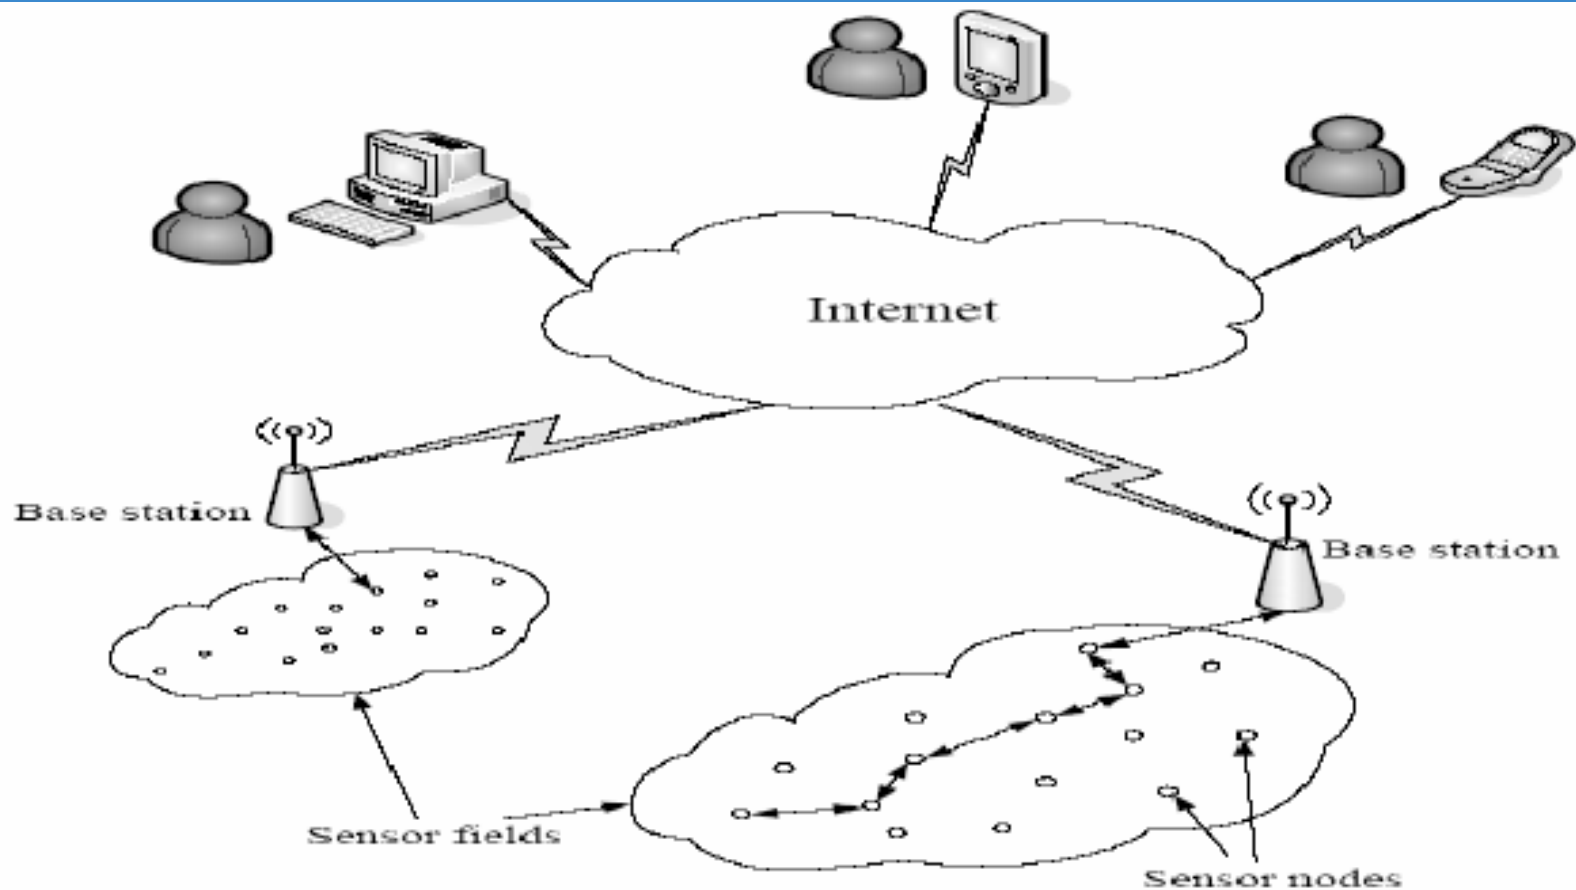 Internet
Base station
Base station
Sensor fields
Sensor nodes